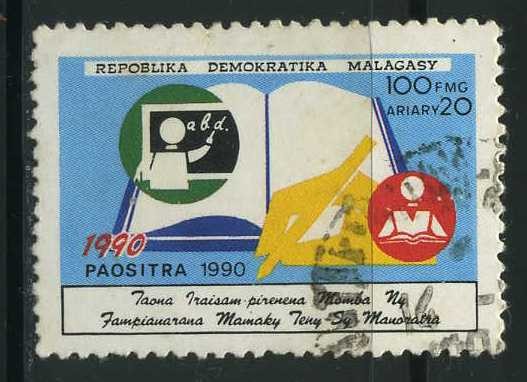 REPOBLIKA DEMOKRATIKA MALAGASY
100 FMG
ARIARY 20
abd.
1990
PAOSITRA 1990
Taona Iraisam-pirenena Momba Ny
Fampianarana Mamaky Teny Sy Manoratra